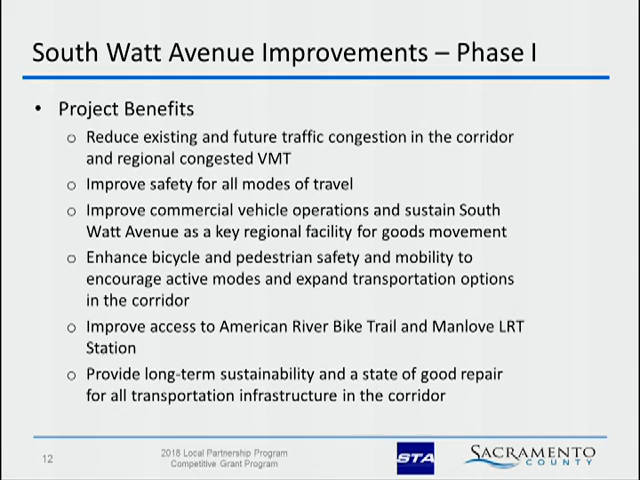 South Watt Avenue Improvements – Phase I
• Project Benefits
o Reduce existing and future traffic congestion in the corridor
and regional congested VMT
o Improve safety for all modes of travel
o Improve commercial vehicle operations and sustain South
Watt Avenue as a key regional facility for goods movement
o Enhance bicycle and pedestrian safety and mobility to
encourage active modes and expand transportation options
in the corridor
o Improve access to American River Bike Trail and Manlove LRT
Station
o Provide long-term sustainability and a state of good repair
for all transportation infrastructure in the corridor
12
2018 Local Partnership Program
Competitive Grant Program
STA
SACRAMENTO
COUNTY